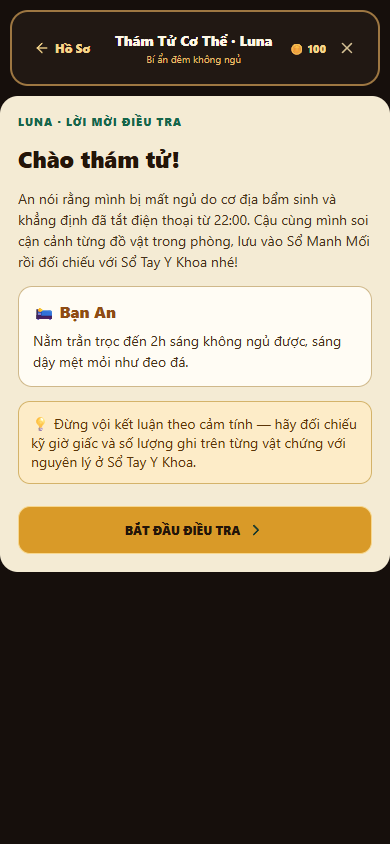 Hồ Sơ
Thám Tử Cơ Thể · Luna
Bí ẩn đêm không ngủ
100
LUNA · LỜI MỜI ĐIỀU TRA
Chào thám tử!
An nói rằng mình bị mất ngủ do cơ địa bẩm sinh và
khẳng định đã tắt điện thoại từ 22:00. Cậu cùng mình soi
cận cảnh từng đồ vật trong phòng, lưu vào Sổ Manh Mối
rồi đối chiếu với Sổ Tay Y Khoa nhé!
Bạn An
Nằm trằn trọc đến 2h sáng không ngủ được, sáng
dậy mệt mỏi như đeo đá.
Đừng vội kết luận theo cảm tính — hãy đối chiếu
kỹ giờ giấc và số lượng ghi trên từng vật chứng với
nguyên lý ở Sổ Tay Y Khoa.
BẮT ĐẦU ĐIỀU TRA